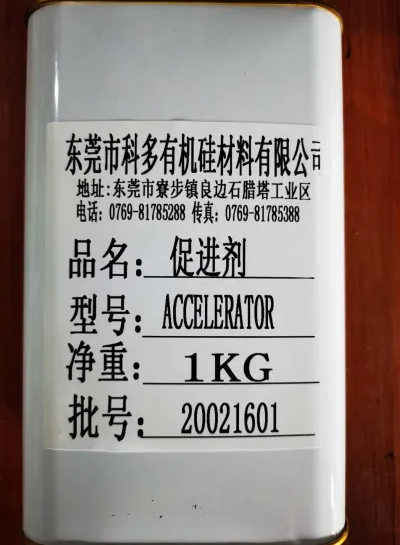 东莞市科多有机硅材料有限公司
地址:东莞市寮步镇良边石腊塔工业区
电话: 0769-81785288 传真: 0769-81785388
品名: 促进剂
型号: ACCELERATOR
净重: 1KG
批号: 20021601